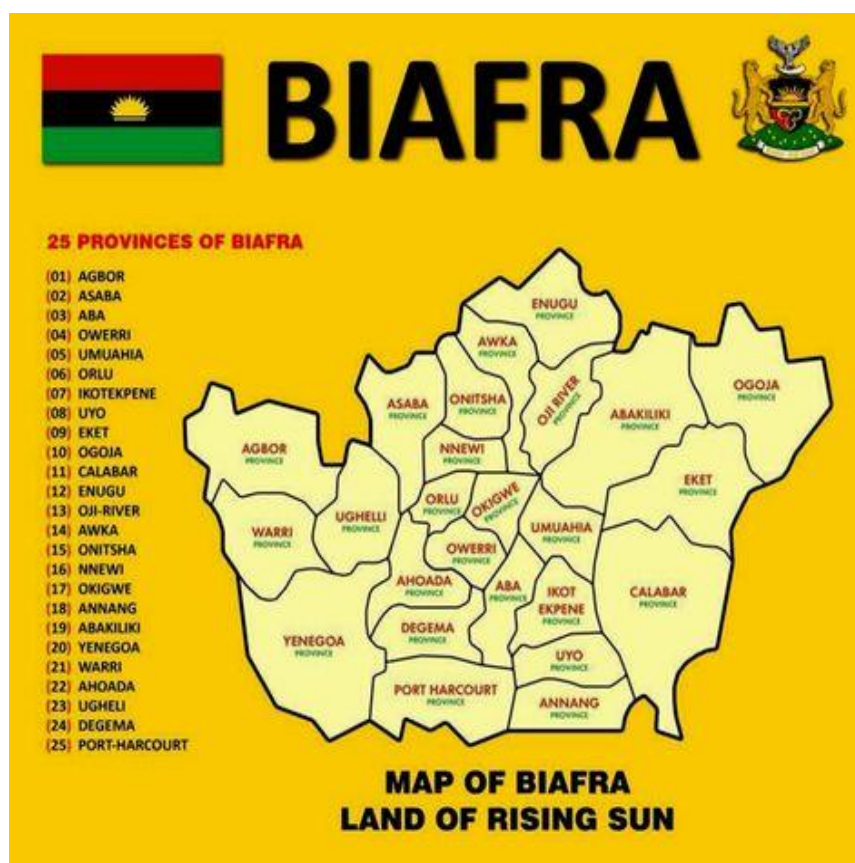 BIAFRA
25 PROVINCES OF BIAFRA
(01) AGBOR
(02) ASABA
(03) ABA
(04) OWERRI
(05) UMUAHIA
(06) ORLU
(07) IKOTEKPENE
(08) UYO
(09) EKET
(10) OGOJA
(11) CALABAR
(12) ENUGU
(13) OJI-RIVER
(14) AWKA
(15) ONITSHA
(16) NNEWI
(17) OKIGWE
(18) ANNANG
(19) ABAKILIKI
(20) YENEGOA
(21) WARRI
(22) AHOADA
(23) UGHELI
(24) DEGEMA
(25) PORT-HARCOURT
ENUGU
PROVINCE
AWKA
PROVINCE
OJI RIVER
PROVINCE
OGOJA
PROVINCE
ASABA
PROVINCE
ONITSHA
PROVINCE
ABAKILIKI
PROVINCE
AGBOR
PROVINCE
NNEWI
PROVINCE
EKET
PROVINCE
ORLU
PROVINCE
OKIGWE
PROVINCE
WARRI
PROVINCE
UGHELLI
PROVINCE
UMUAHIA
PROVINCE
OWERRI
PROVINCE
AHOADA
PROVINCE
ABA
PROVINCE
IKOT
EKPENE
PROVINCE
CALABAR
PROVINCE
DEGEMA
PROVINCE
YENEGOA
PROVINCE
UYO
PROVINCE
PORT HARCOURT
PROVINCE
ANNANG
PROVINCE
MAP OF BIAFRA
LAND OF RISING SUN